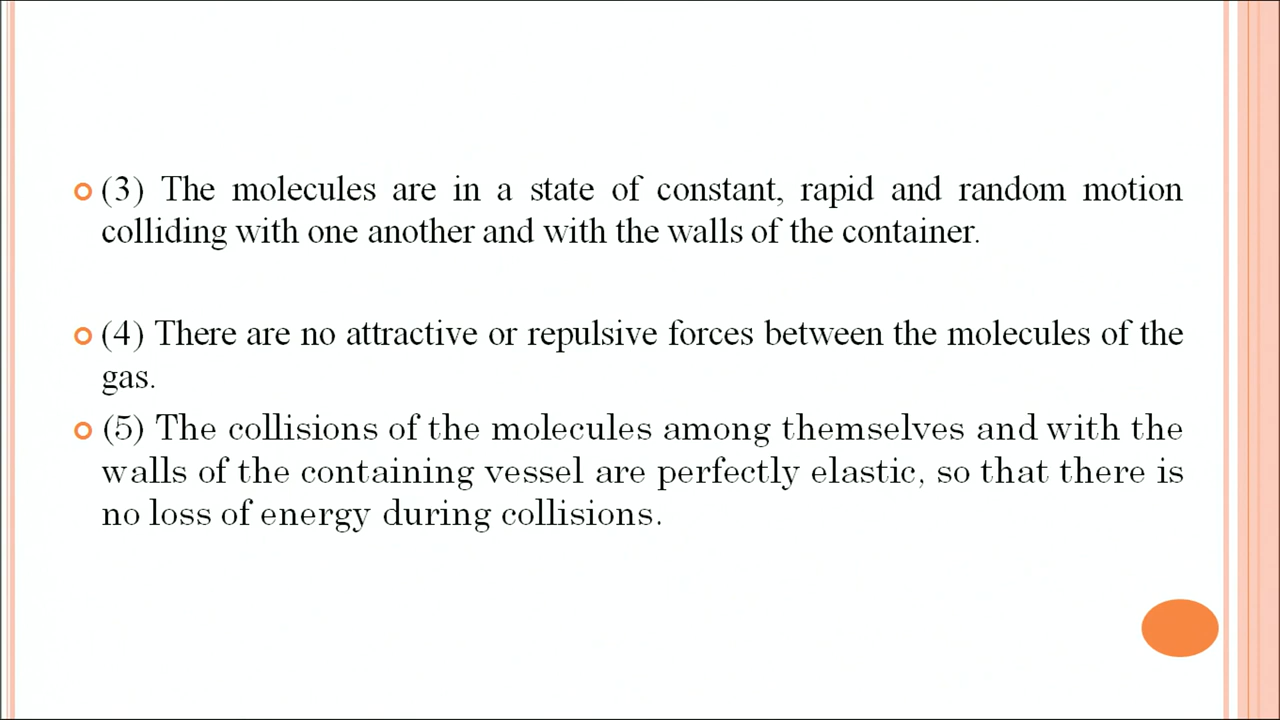 (3) The molecules are in a state of constant, rapid and random motion
colliding with one another and with the walls of the container.
(4) There are no attractive or repulsive forces between the molecules of the
gas.
(5) The collisions of the molecules among themselves and with the
walls of the containing vessel are perfectly elastic, so that there is
no loss of energy during collisions.